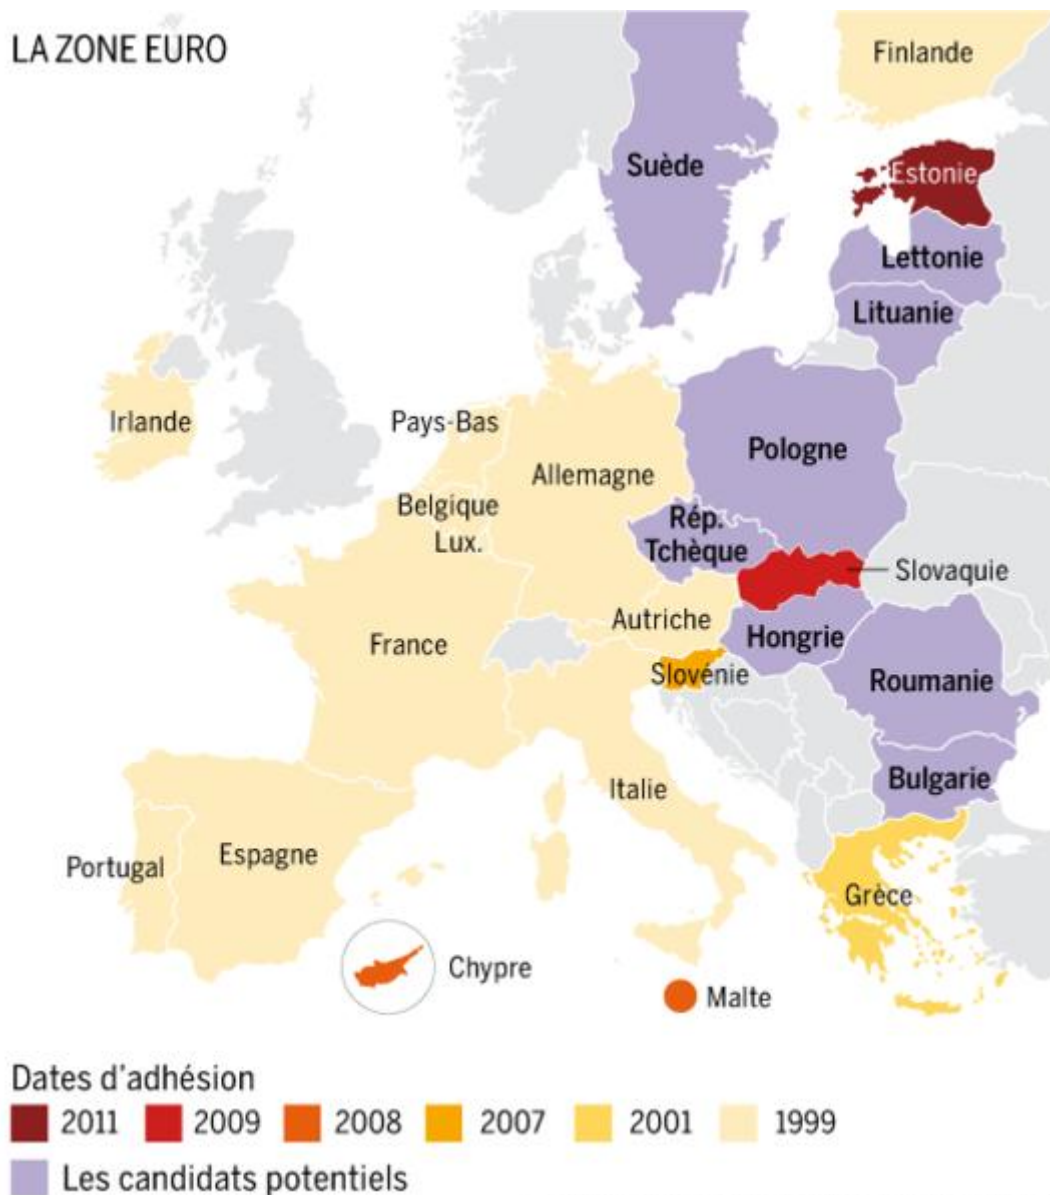 LA ZONE EURO
Finlande
Suède
Estonie
Lettonie
Lituanie
Irlande
Pays-Bas
Pologne
Allemagne
Belgique
Lux.
Rép.
Tchèque
Slovaquie
Autriche
Hongrie
France
Slovénie
Roumanie
Bulgarie
Italie
Portugal
Espagne
Grèce
Chypre
Malte
Dates d'adhésion
2011 2009 2008 2007 2001 1999
Les candidats potentiels